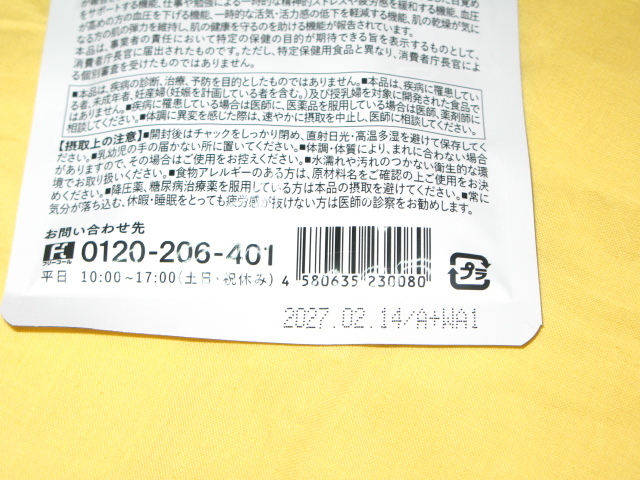 をサポートする機能、仕事や勉強による一時的な精神的ストレスや疲労感を緩和する機能、血圧
が高めの方の血圧を下げる機能、一時的な活気・活力感の低下を軽減する機能、肌の乾燥が気に
なる方の肌の弾力を維持し、肌の健康を守るのを助ける機能が報告されています。
本品は、事業者の責任において特定の保健の目的が期待できる旨を表示するものとして、
消費者庁長官に届出されたものです。ただし、特定保健用食品と異なり、消費者庁長官によ
る個別審査を受けたものではありません。
■本品は、疾病の診断、治療、予防を目的としたものではありません。■本品は、疾病に罹患してい
る者、未成年者、妊産婦(妊娠を計画している者を含む。)及び授乳婦を対象に開発された食品で
はありません。■疾病に罹患している場合は医師に、医薬品を服用している場合は医師、薬剤師に
相談してください。■体調に異変を感じた際は、速やかに摂取を中止し、医師に相談してください。
【摂取上の注意】■開封後はチャックをしっかり閉め、直射日光・高温多湿を避けて保存してく
ださい。■乳幼児の手の届かない所に置いてください。■体調・体質により、まれに合わない場合
がありますので、その場合はご使用をお控えください。■水濡れや汚れのつかない衛生的な環
境でお取り扱いください。■食物アレルギーのある方は、原材料名をご確認の上ご使用をお決
めください。■降圧薬、糖尿病治療薬を服用している方は本品の摂取を避けてください。■常に
気分が落ち込む、休暇・睡眠をとっても疲労感が抜けない方は医師の診察をお勧めします。
お問い合わせ先
フリーコール 0120-206-401
平日 10:00~17:00(土日・祝休み)
4 580635 230080
プラ
2027.02.14/A+WA1